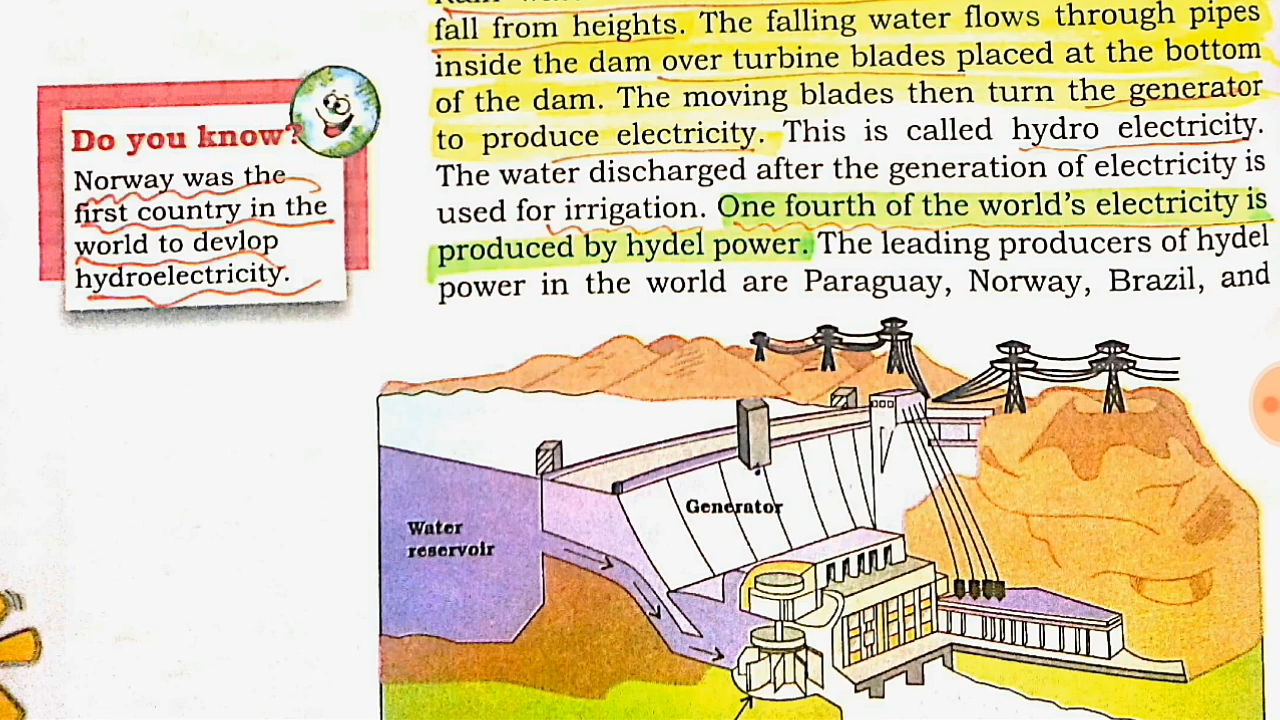 fall from heights. The falling water flows through pipes
inside the dam over turbine blades placed at the bottom
of the dam. The moving blades then turn the generator
to produce electricity. This is called hydro electricity.
The water discharged after the generation of electricity is
used for irrigation. One fourth of the world's electricity is
produced by hydel power. The leading producers of hydel
power in the world are Paraguay, Norway, Brazil, and
Do you know?
Norway was the
first country in the
world to devlop
hydroelectricity.
Generator
Water
reservoir